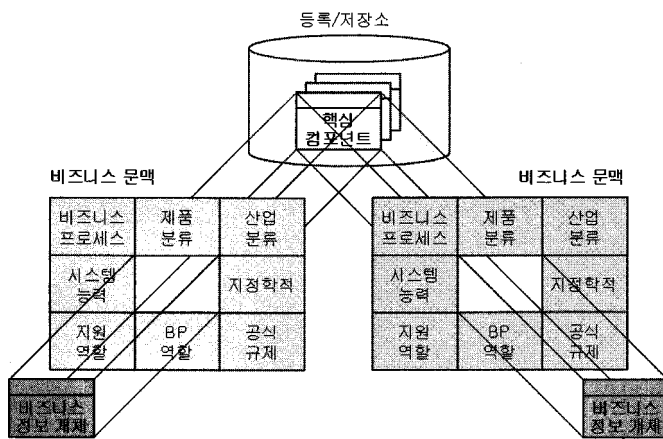 등록/저장소
핵심
컴포넌트
비즈니스 문맥
비즈니스
프로세스
제품
분류
산업
분류
시스템
능력
지정학적
지원
역할
BP
역할
공식
규제
비즈니스
정보 개체
비즈니스 문맥
비즈니스
프로세스
제품
분류
산업
분류
시스템
능력
지정학적
지원
역할
BP
역할
공식
규제
비즈니스
정보 개체